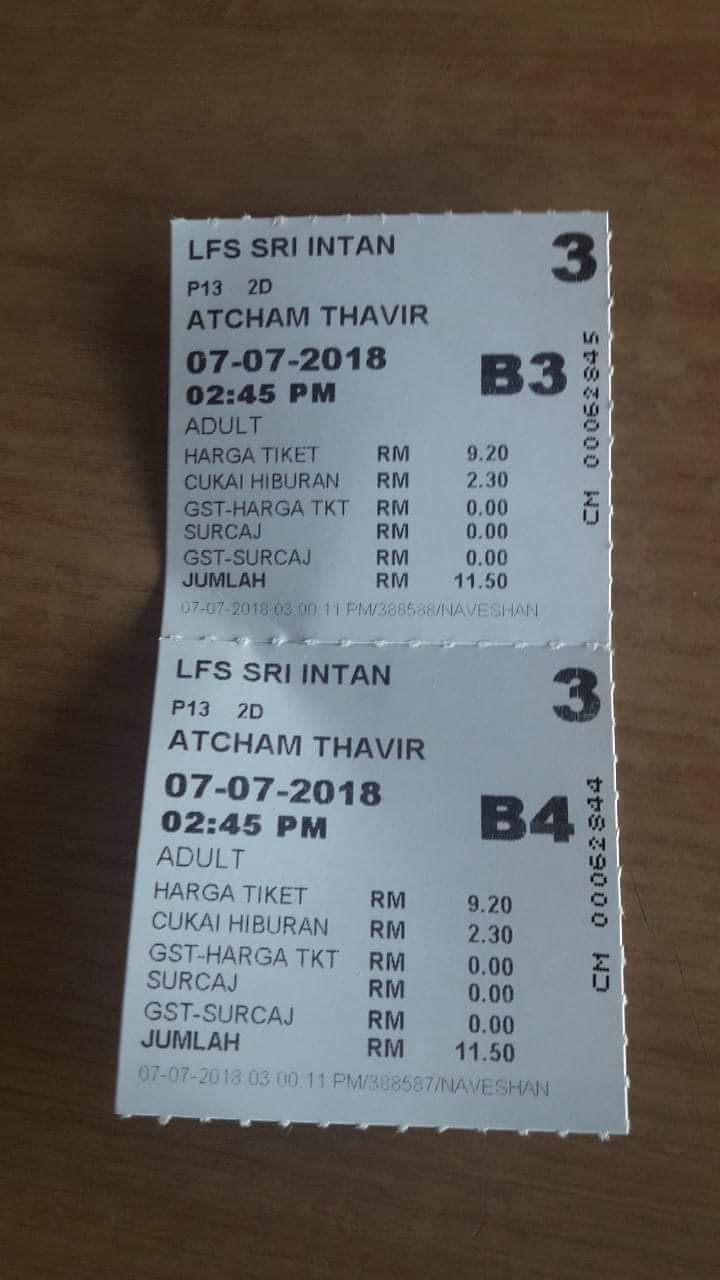 LFS SRI INTAN 3
P13 2D
ATCHAM THAVIR
07-07-2018 B3
02:45 PM
ADULT
HARGA TIKET RM 9.20
CUKAI HIBURAN RM 2.30
GST-HARGA TKT RM 0.00
SURCAJ RM 0.00
GST-SURCAJ RM 0.00
JUMLAH RM 11.50
07-07-2018 03:00:11 PM/388588/NAVESHAN
CM 00062845
LFS SRI INTAN 3
P13 2D
ATCHAM THAVIR
07-07-2018 B4
02:45 PM
ADULT
HARGA TIKET RM 9.20
CUKAI HIBURAN RM 2.30
GST-HARGA TKT RM 0.00
SURCAJ RM 0.00
GST-SURCAJ RM 0.00
JUMLAH RM 11.50
07-07-2018 03:00:11 PM/388587/NAVESHAN
CM 00062844